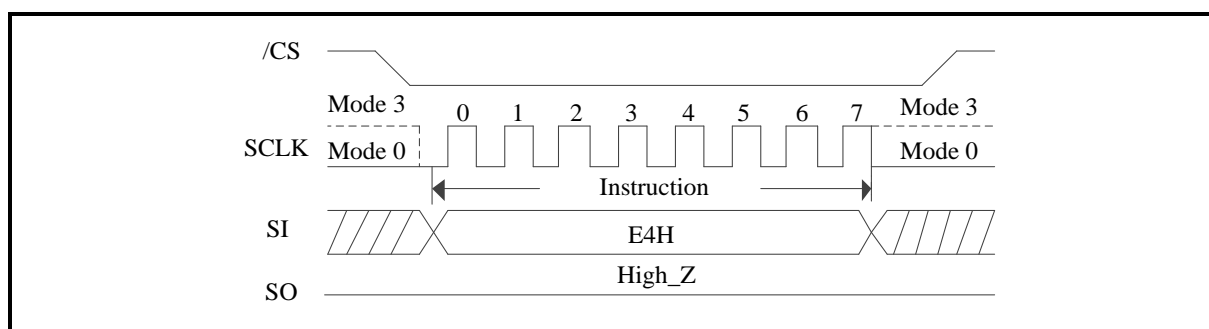 /CS
Mode 3 0 1 2 3 4 5 6 7 Mode 3
SCLK Mode 0 Mode 0
Instruction
SI E4H
High_Z
SO